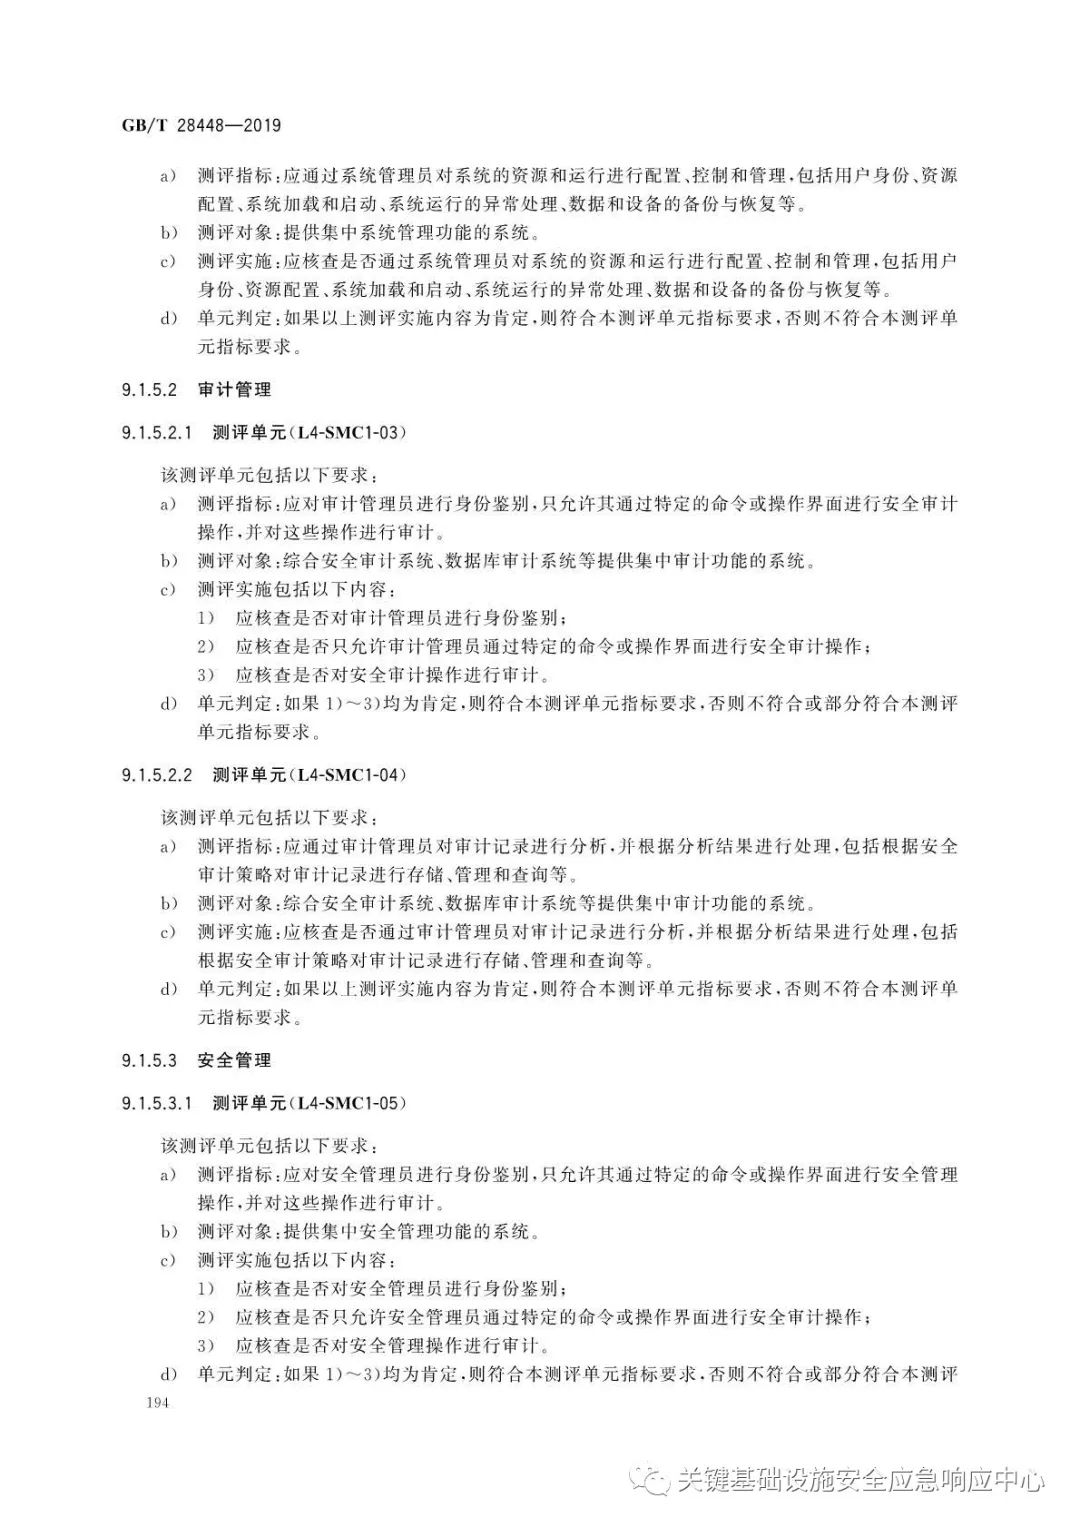 GB/T 28448—2019
a) 测评指标:应通过系统管理员对系统的资源和运行进行配置、控制和管理,包括用户身份、资源
配置、系统加载和启动、系统运行的异常处理、数据和设备的备份与恢复等。
b) 测评对象:提供集中系统管理功能的系统。
c) 测评实施:应核查是否通过系统管理员对系统的资源和运行进行配置、控制和管理,包括用户
身份、资源配置、系统加载和启动、系统运行的异常处理、数据和设备的备份与恢复等。
d) 单元判定:如果以上测评实施内容为肯定,则符合本测评单元指标要求,否则不符合本测评单
元指标要求。
9.1.5.2 审计管理
9.1.5.2.1 测评单元(L4-SMC1-03)
该测评单元包括以下要求:
a) 测评指标:应对审计管理员进行身份鉴别,只允许其通过特定的命令或操作界面进行安全审计
操作,并对这些操作进行审计。
b) 测评对象:综合安全审计系统、数据库审计系统等提供集中审计功能的系统。
c) 测评实施包括以下内容:
1) 应核查是否对审计管理员进行身份鉴别;
2) 应核查是否只允许审计管理员通过特定的命令或操作界面进行安全审计操作;
3) 应核查是否对安全审计操作进行审计。
d) 单元判定:如果 1)～3)均为肯定,则符合本测评单元指标要求,否则不符合或部分符合本测评
单元指标要求。
9.1.5.2.2 测评单元(L4-SMC1-04)
该测评单元包括以下要求:
a) 测评指标:应通过审计管理员对审计记录进行分析,并根据分析结果进行处理,包括根据安全
审计策略对审计记录进行存储、管理和查询等。
b) 测评对象:综合安全审计系统、数据库审计系统等提供集中审计功能的系统。
c) 测评实施:应核查是否通过审计管理员对审计记录进行分析,并根据分析结果进行处理,包括
根据安全审计策略对审计记录进行存储、管理和查询等。
d) 单元判定:如果以上测评实施内容为肯定,则符合本测评单元指标要求,否则不符合本测评单
元指标要求。
9.1.5.3 安全管理
9.1.5.3.1 测评单元(L4-SMC1-05)
该测评单元包括以下要求:
a) 测评指标:应对安全管理员进行身份鉴别,只允许其通过特定的命令或操作界面进行安全管理
操作,并对这些操作进行审计。
b) 测评对象:提供集中安全管理功能的系统。
c) 测评实施包括以下内容:
1) 应核查是否对安全管理员进行身份鉴别;
2) 应核查是否只允许安全管理员通过特定的命令或操作界面进行安全审计操作;
3) 应核查是否对安全管理操作进行审计。
d) 单元判定:如果 1)～3)均为肯定,则符合本测评单元指标要求,否则不符合或部分符合本测评
194
关键基础设施安全应急响应中心